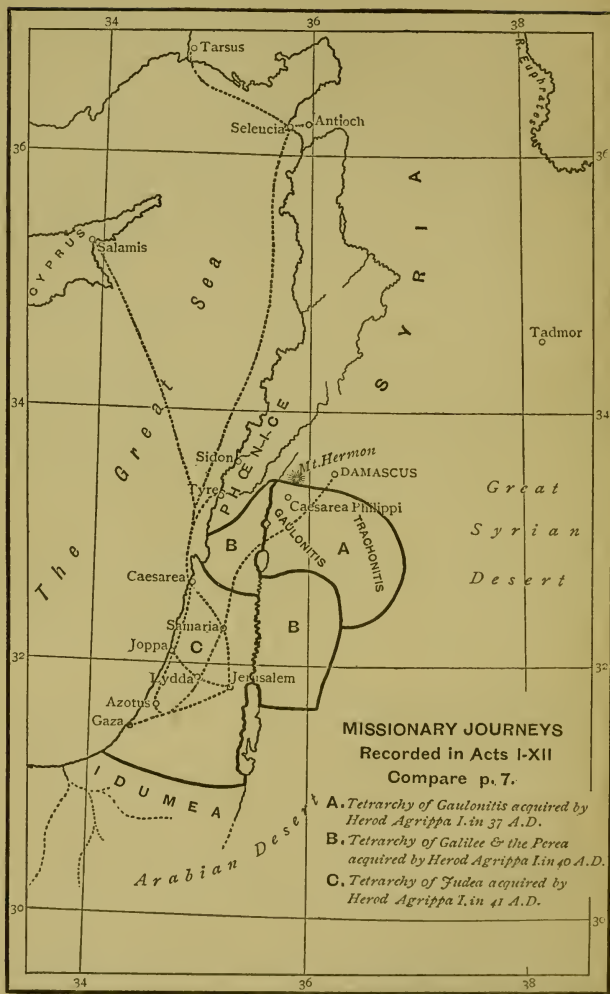 34
36
38
Tarsus
R. Euphrates
Seleucia
Antioch
36
36
CYPRUS
Salamis
SYRIA
Tadmor
The Great Sea
34
34
PHŒNICE
Sidon
Mt. Hermon
DAMASCUS
Tyre
Caesarea Philippi
GAULONITIS
TRACHONITIS
Great
Syrian
Desert
B
A
Caesarea
B
Samaria
C
Joppa
32
32
Lydda
Jerusalem
Azotus
Gaza
IDUMEA
Arabian Desert
MISSIONARY JOURNEYS
Recorded in Acts I-XII
Compare p. 7.
A. Tetrarchy of Gaulonitis acquired by
Herod Agrippa I. in 37 A.D.
B. Tetrarchy of Galilee & the Perea
acquired by Herod Agrippa I. in 40 A.D.
C. Tetrarchy of Judea acquired by
Herod Agrippa I. in 41 A.D.
30
30
34
36
38